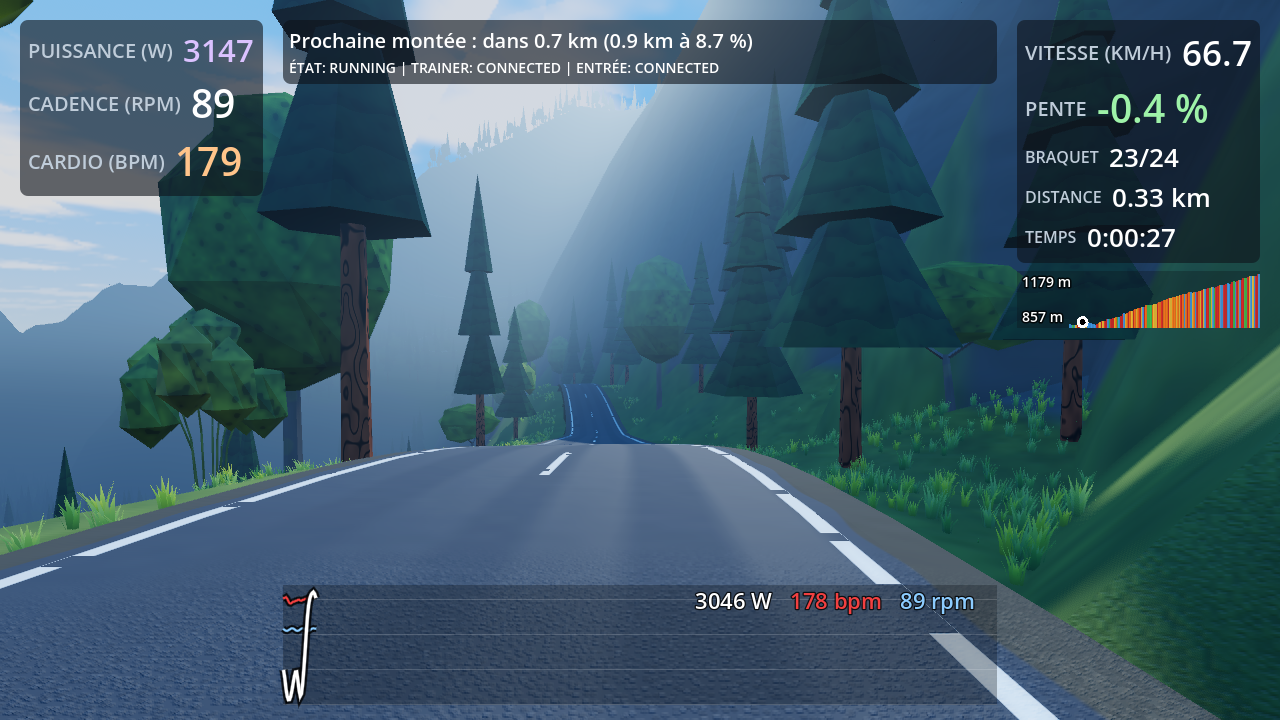 PUISSANCE (W) 3147
CADENCE (RPM) 89
CARDIO (BPM) 179
Prochaine montée : dans 0.7 km (0.9 km à 8.7 %)
ÉTAT: RUNNING | TRAINER: CONNECTED | ENTRÉE: CONNECTED
VITESSE (KM/H) 66.7
PENTE -0.4 %
BRAQUET 23/24
DISTANCE 0.33 km
TEMPS 0:00:27
1179 m
857 m
3046 W 178 bpm 89 rpm